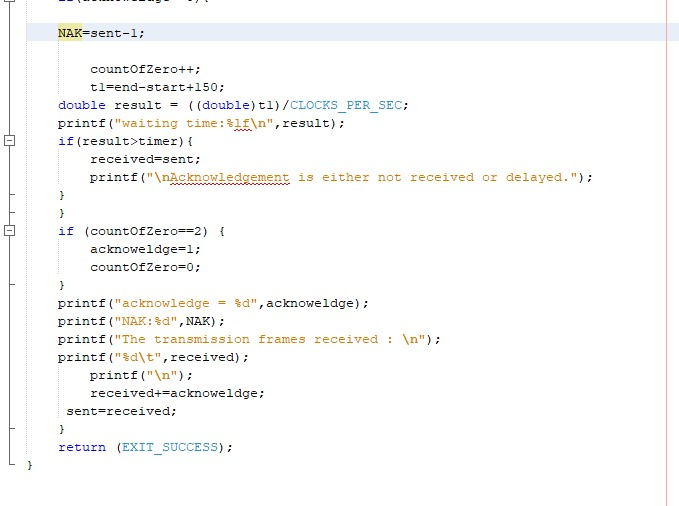 NAK=sent-1;
countOfZero++;
t1=end-start+150;
double result = ((double)t1)/CLOCKS_PER_SEC;
printf("waiting time:%lf\n",result);
if(result>timer){
received=sent;
printf("\nAcknowledgement is either not received or delayed.");
}
}
if (countOfZero==2) {
acknoweldge=1;
countOfZero=0;
}
printf("acknowledge = %d",acknoweldge);
printf("NAK:%d",NAK);
printf("The transmission frames received : \n");
printf("%d\t",received);
printf("\n");
received+=acknoweldge;
sent=received;
}
return (EXIT_SUCCESS);
}